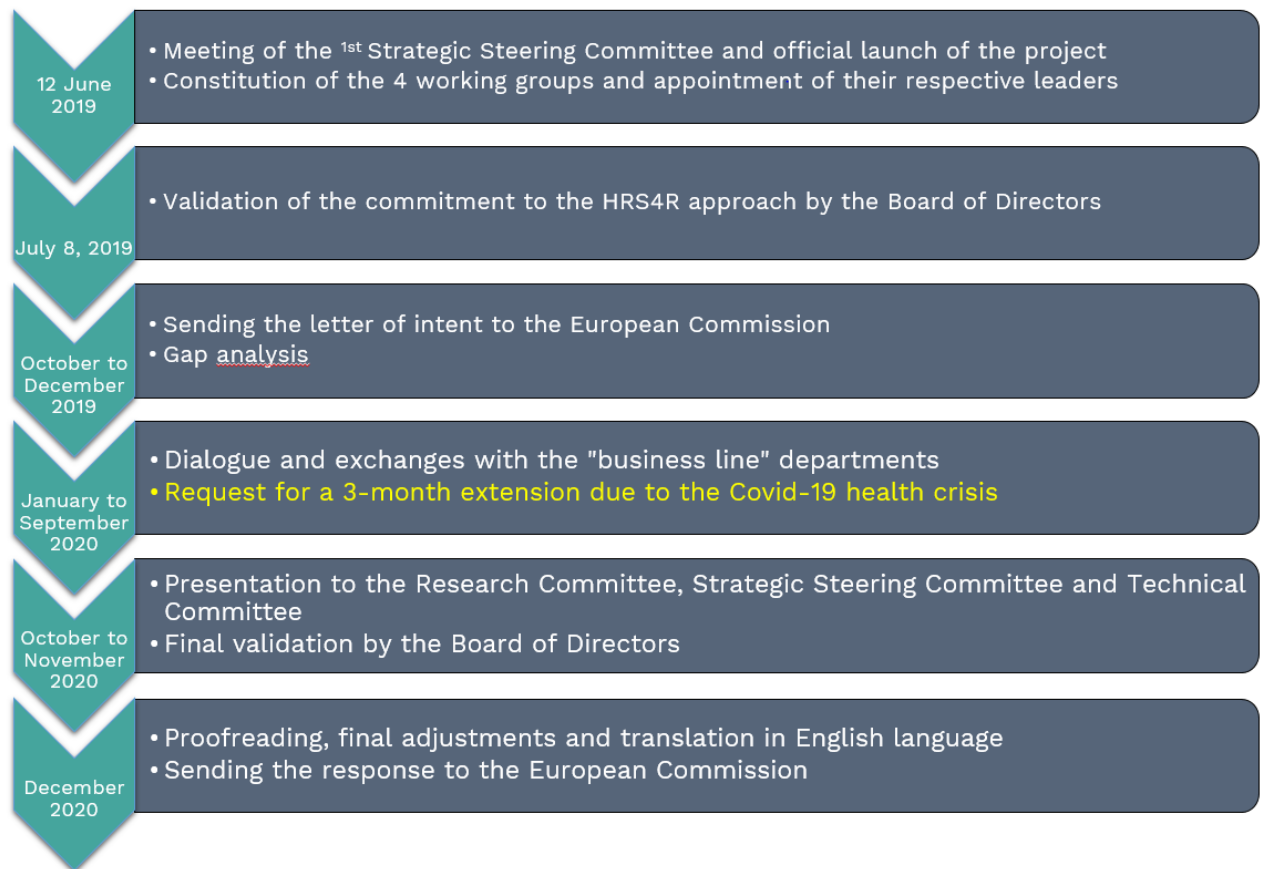 12 June
2019
• Meeting of the 1st Strategic Steering Committee and official launch of the project
• Constitution of the 4 working groups and appointment of their respective leaders
July 8, 2019
• Validation of the commitment to the HRS4R approach by the Board of Directors
October to
December
2019
• Sending the letter of intent to the European Commission
• Gap analysis
January to
September
2020
• Dialogue and exchanges with the "business line" departments
• Request for a 3-month extension due to the Covid-19 health crisis
October to
November
2020
• Presentation to the Research Committee, Strategic Steering Committee and Technical
Committee
• Final validation by the Board of Directors
December
2020
• Proofreading, final adjustments and translation in English language
• Sending the response to the European Commission